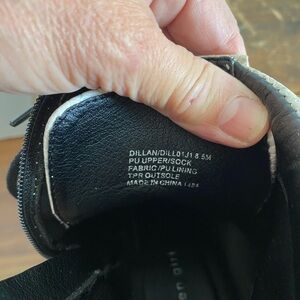 DILLAN/DILL01J1 8.5M
PU UPPER/SOCK
FABRIC/PU LINING
TPR OUTSOLE
MADE IN CHINA